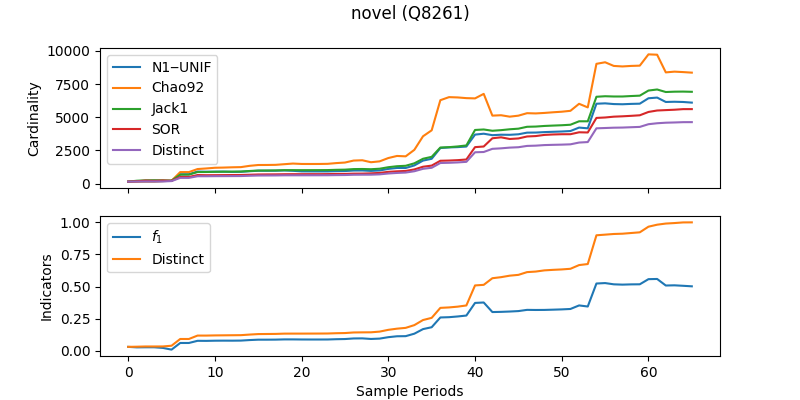 novel (Q8261)
10000
7500
5000
2500
0
Cardinality
N1−UNIF
Chao92
Jack1
SOR
Distinct
1.00
0.75
0.50
0.25
0.00
Indicators
f1
Distinct
0 10 20 30 40 50 60
Sample Periods